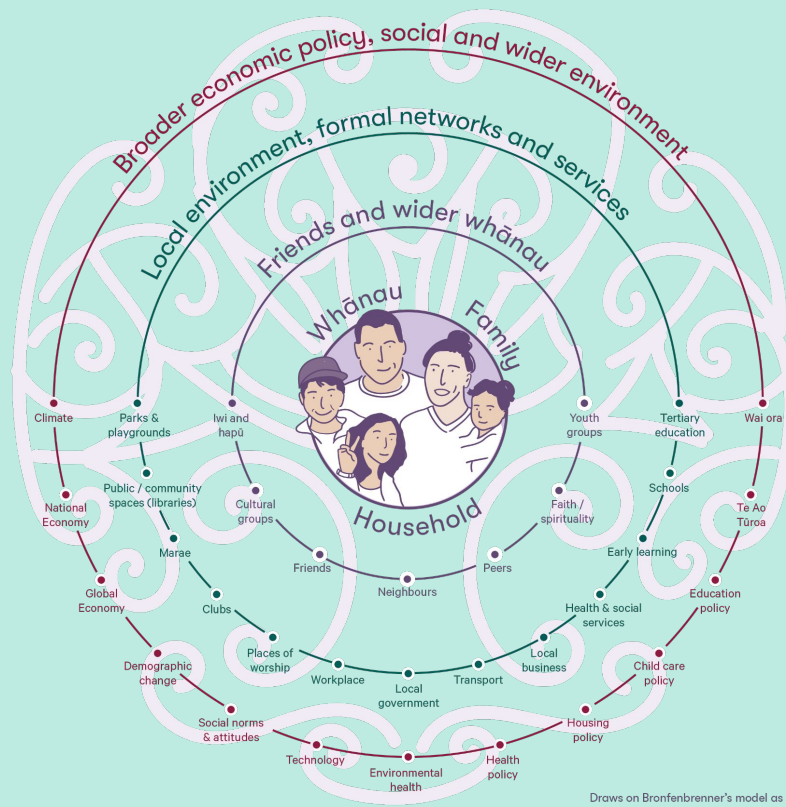 Broader economic policy, social and wider environment
Local environment, formal networks and services
Friends and wider whānau
Whānau
Family
Household
Climate
National
Economy
Global
Economy
Demographic
change
Social norms
& attitudes
Technology
Environmental
health
Health
policy
Housing
policy
Child care
policy
Education
policy
Te Ao
Tūroa
Wai ora
Parks &
playgrounds
Public / community
spaces (libraries)
Marae
Clubs
Places of
worship
Workplace
Local
government
Transport
Local
business
Health & social
services
Early learning
Schools
Tertiary
education
Iwi and
hapū
Cultural
groups
Friends
Neighbours
Peers
Faith /
spirituality
Youth
groups
Draws on Bronfenbrenner's model as